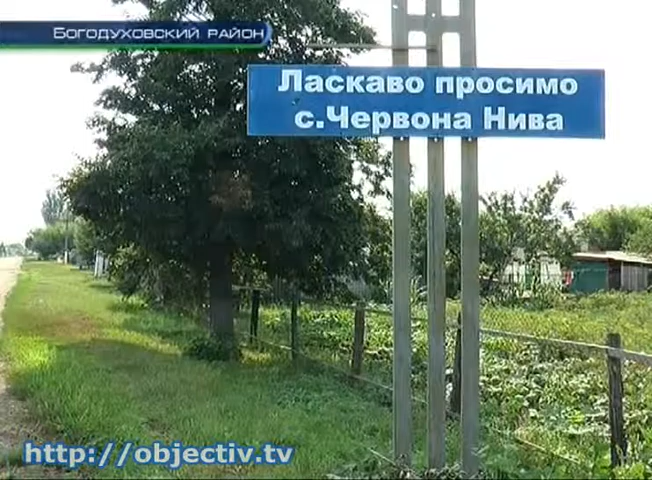 Богодуховский район
Ласкаво просимо
с.Червона Нива
http://objectiv.tv